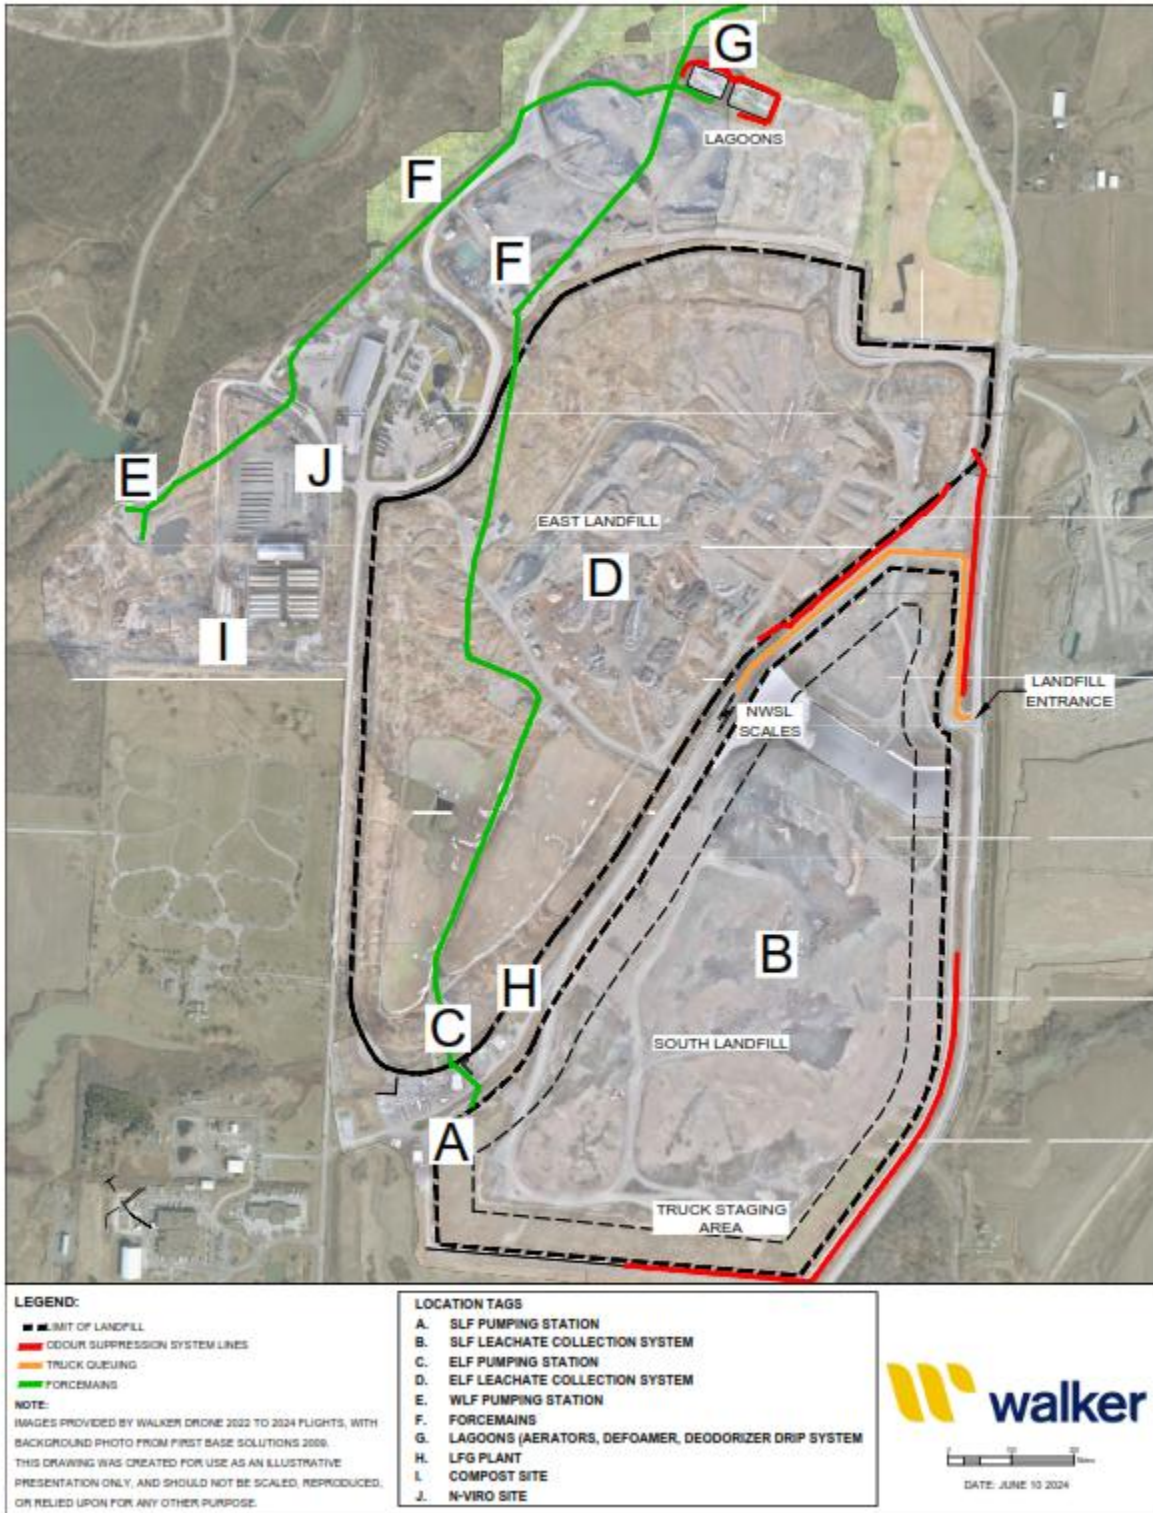 G
LAGOONS
F
F
E
J
EAST LANDFILL
D
I
LANDFILL
ENTRANCE
NWSL
SCALES
B
H
C
SOUTH LANDFILL
A
TRUCK STAGING
AREA
LEGEND:
LIMIT OF LANDFILL
ODOUR SUPPRESSION SYSTEM LINES
TRUCK QUEUING
FORCEMAINS
NOTE:
IMAGES PROVIDED BY WALKER DRONE 2022 TO 2024 FLIGHTS, WITH
BACKGROUND PHOTO FROM FIRST BASE SOLUTIONS 2009.
THIS DRAWING WAS CREATED FOR USE AS AN ILLUSTRATIVE
PRESENTATION ONLY, AND SHOULD NOT BE SCALED, REPRODUCED,
OR RELIED UPON FOR ANY OTHER PURPOSE.
LOCATION TAGS
A. SLF PUMPING STATION
B. SLF LEACHATE COLLECTION SYSTEM
C. ELF PUMPING STATION
D. ELF LEACHATE COLLECTION SYSTEM
E. WLF PUMPING STATION
F. FORCEMAINS
G. LAGOONS (AERATORS, DEFOAMER, DEODORIZER DRIP SYSTEM
H. LFG PLANT
I. COMPOST SITE
J. N-VIRO SITE
walker
DATE: JUNE 10 2024